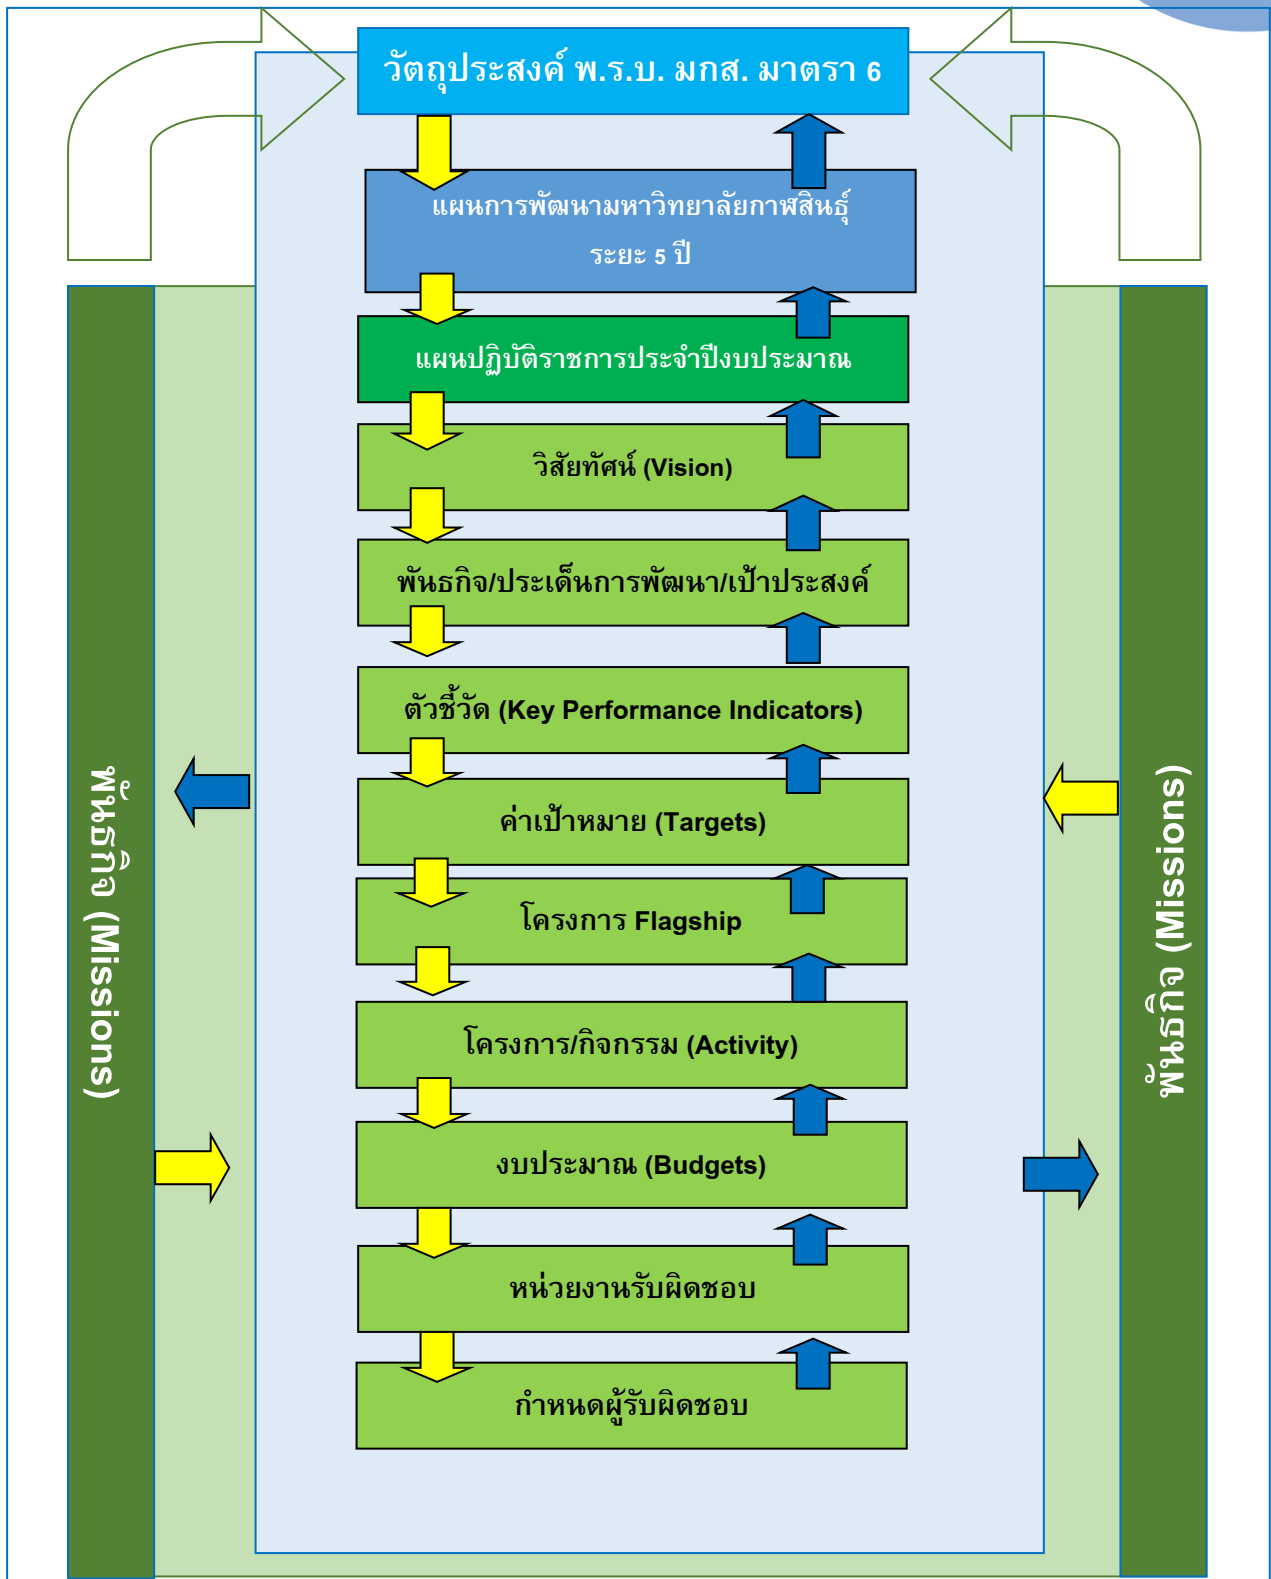 วัตถุประสงค์ พ.ร.บ. มกส. มาตรา 6
แผนการพัฒนามหาวิทยาลัยกาฬสินธุ์
ระยะ 5 ปี
แผนปฏิบัติราชการประจำปีงบประมาณ
วิสัยทัศน์ (Vision)
พันธกิจ/ประเด็นการพัฒนา/เป้าประสงค์
ตัวชี้วัด (Key Performance Indicators)
ค่าเป้าหมาย (Targets)
โครงการ Flagship
โครงการ/กิจกรรม (Activity)
งบประมาณ (Budgets)
หน่วยงานรับผิดชอบ
กำหนดผู้รับผิดชอบ
พันธกิจ (Missions)
พันธกิจ (Missions)